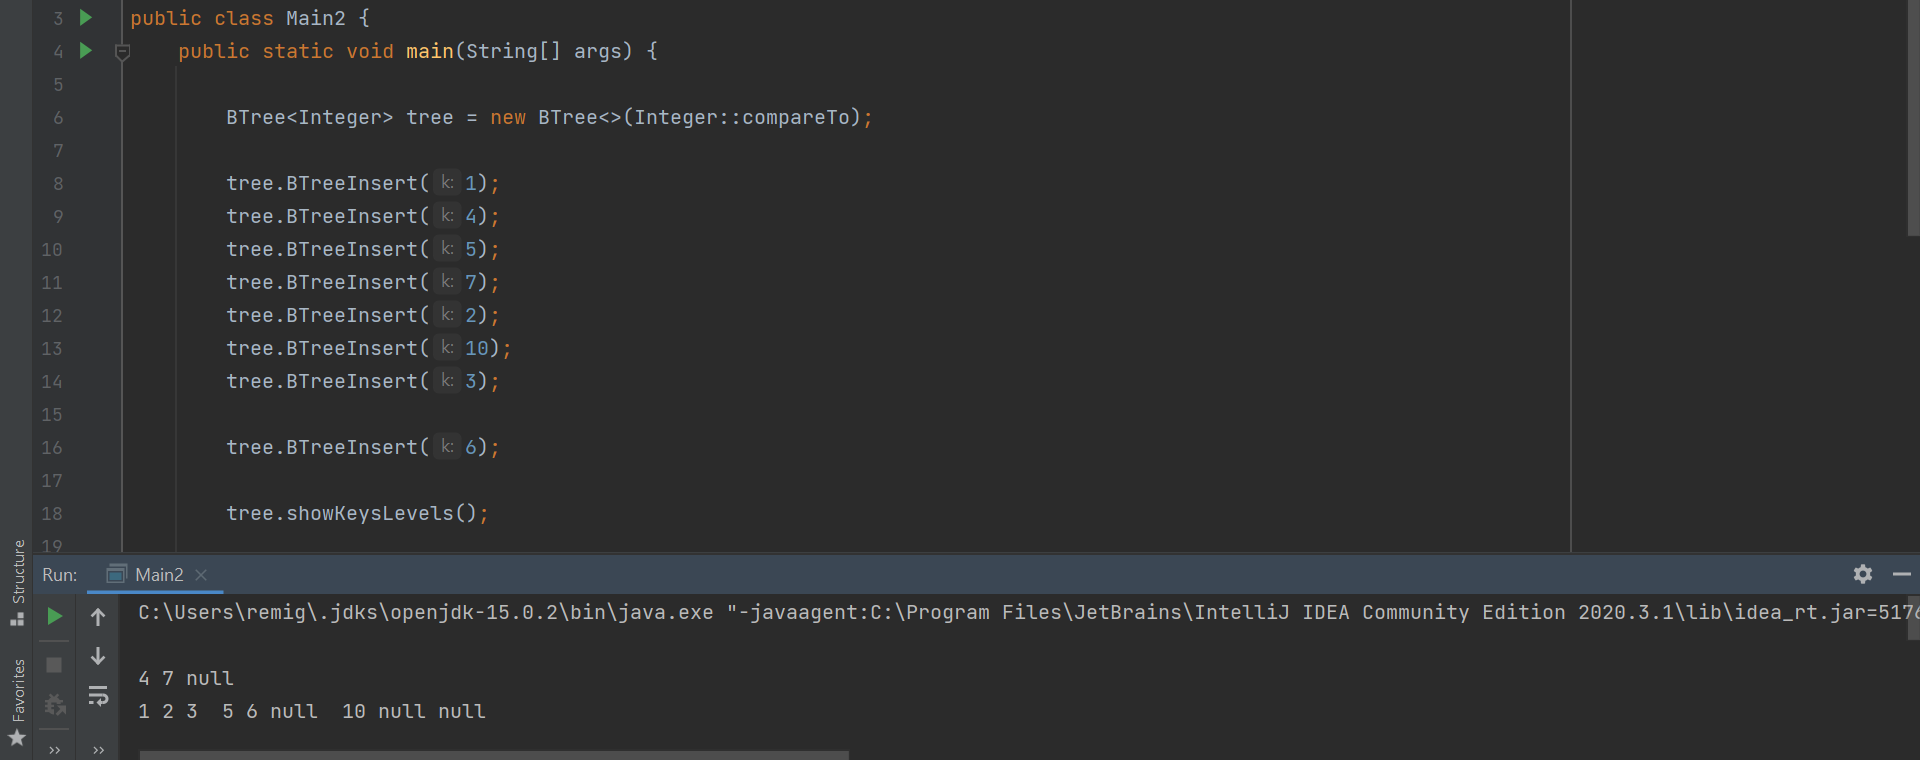 3 public class Main2 {
4 public static void main(String[] args) {
5
6 BTree<Integer> tree = new BTree<>(Integer::compareTo);
7
8 tree.BTreeInsert( k: 1);
9 tree.BTreeInsert( k: 4);
10 tree.BTreeInsert( k: 5);
11 tree.BTreeInsert( k: 7);
12 tree.BTreeInsert( k: 2);
13 tree.BTreeInsert( k: 10);
14 tree.BTreeInsert( k: 3);
15
16 tree.BTreeInsert( k: 6);
17
18 tree.showKeysLevels();
19
Structure
Favorites
Run: Main2
C:\Users\remig\.jdks\openjdk-15.0.2\bin\java.exe "-javaagent:C:\Program Files\JetBrains\IntelliJ IDEA Community Edition 2020.3.1\lib\idea_rt.jar=5176
4 7 null
1 2 3  5 6 null  10 null null